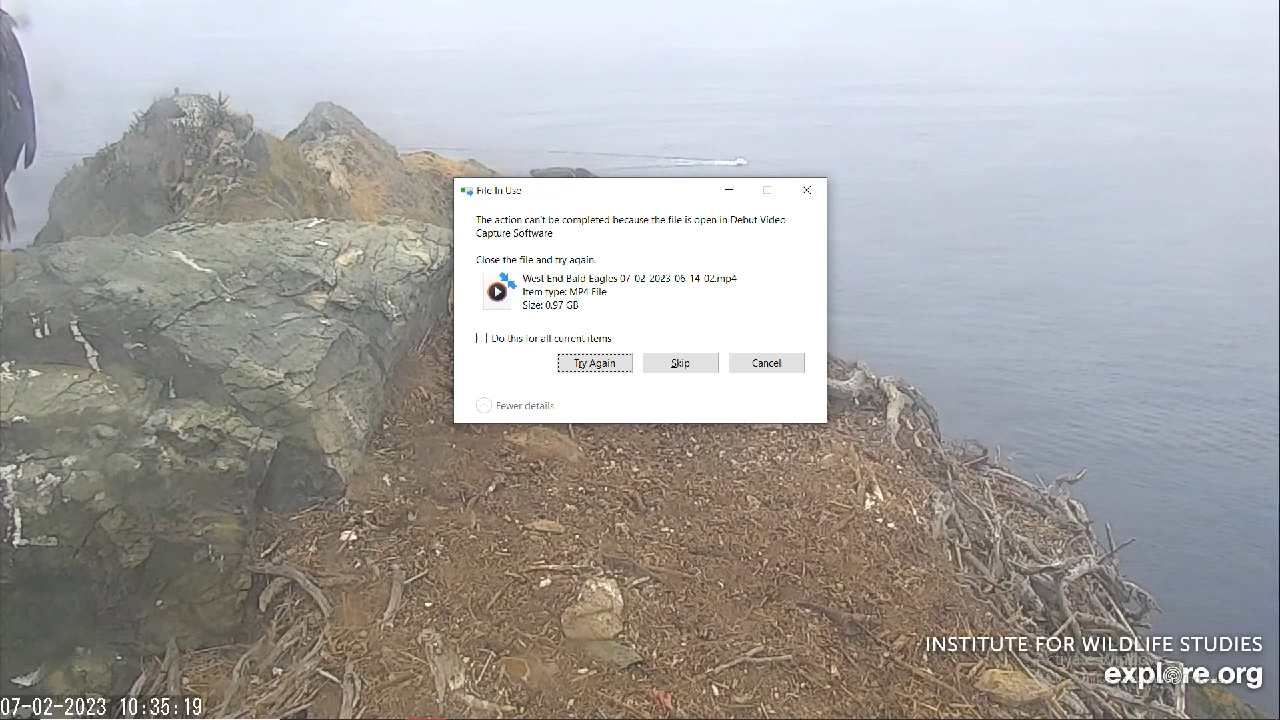 File In Use
The action can't be completed because the file is open in Debut Video
Capture Software
Close the file and try again.
West End Bald Eagles 07-02-2023 06-14-02.mp4
Item type: MP4 File
Size: 0.97 GB
Do this for all current items
Try Again
Skip
Cancel
Fewer details
INSTITUTE FOR WILDLIFE STUDIES
explore.org
07-02-2023 10:35:19